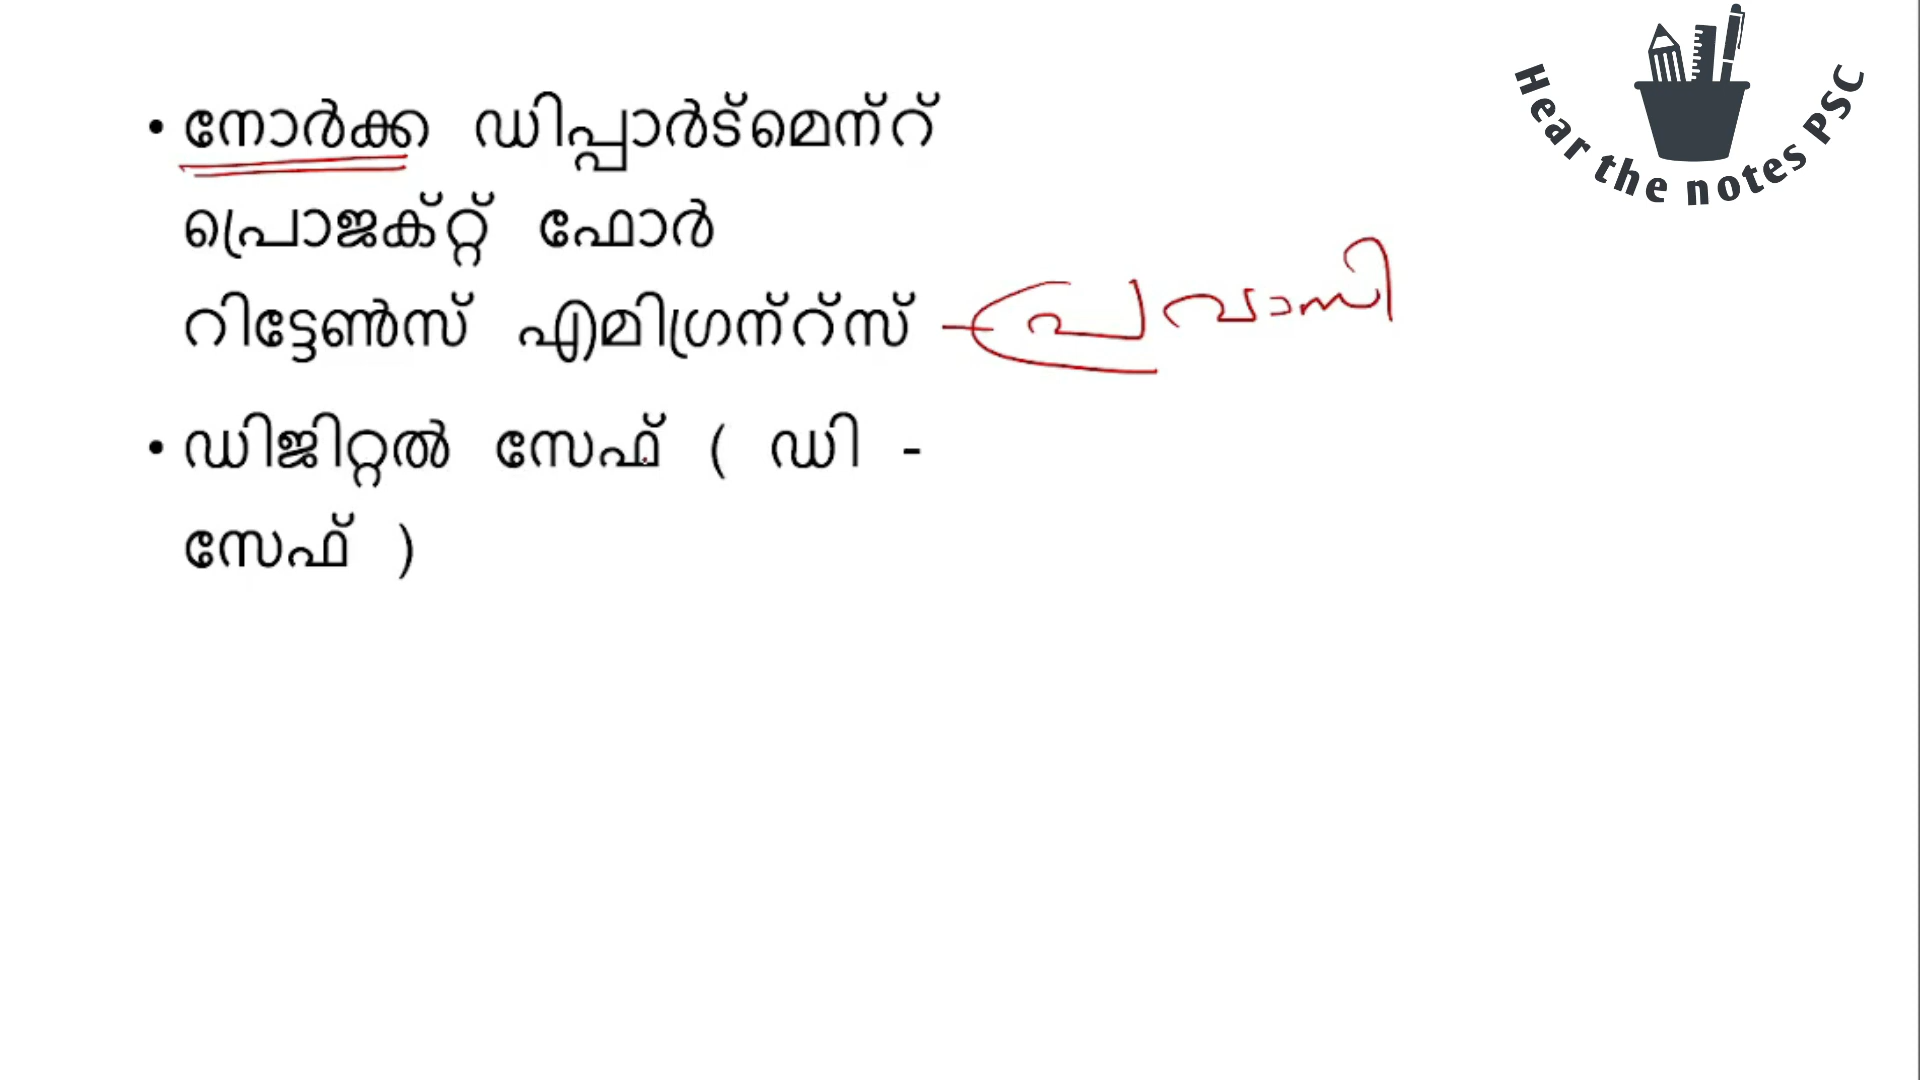 • നോർക്ക ഡിപ്പാർട്മെന്റ്
പ്രൊജക്റ്റ് ഫോർ
റിട്ടേൺസ് എമിഗ്രന്റ്സ് - പ്രവാസി
• ഡിജിറ്റൽ സേഫ് ( ഡി -
സേഫ് )
Hear the notes PSC